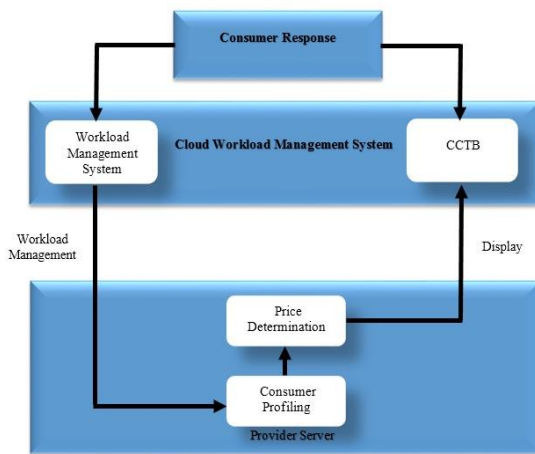 Consumer Response
Workload
Management
System
Cloud Workload Management System
CCTB
Workload
Management
Display
Price
Determination
Consumer
Profiling
Provider Server